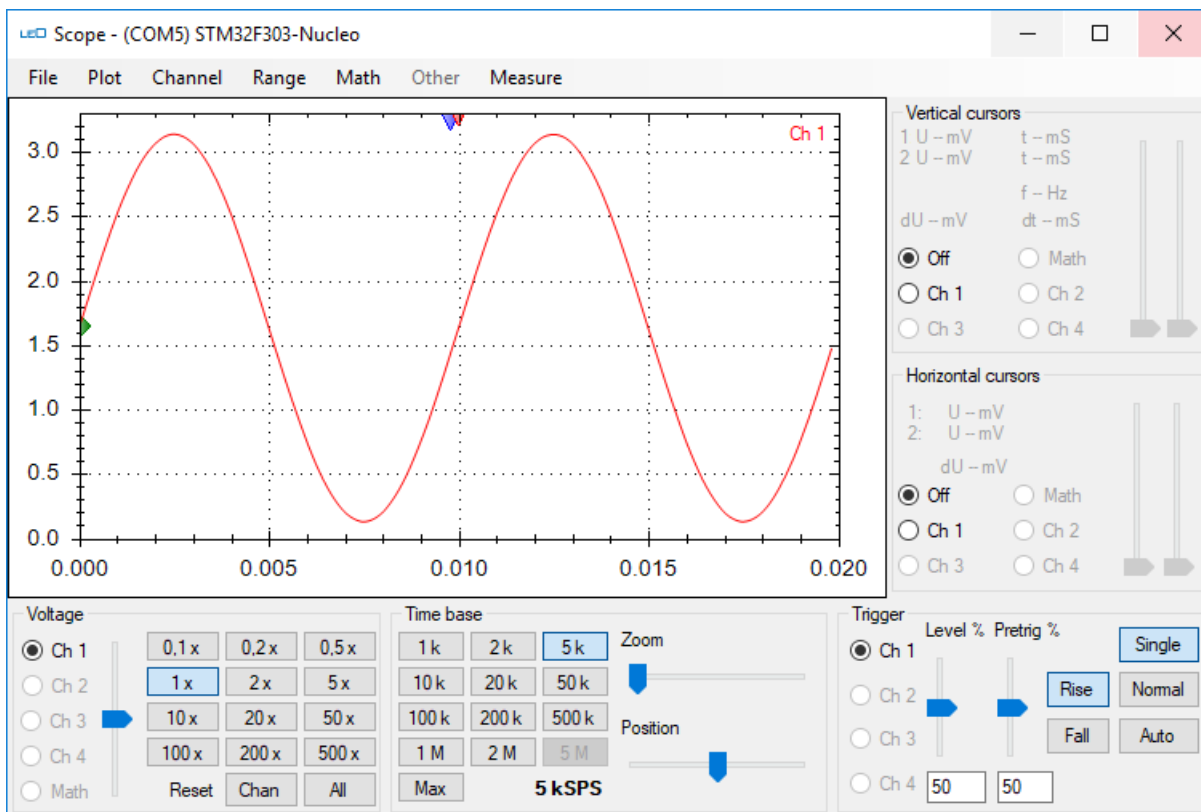 LEO Scope - (COM5) STM32F303-Nucleo
File Plot Channel Range Math Other Measure
Ch 1
3.0
2.5
2.0
1.5
1.0
0.5
0.0
0.000 0.005 0.010 0.015 0.020
Vertical cursors
1 U -- mV t -- mS
2 U -- mV t -- mS
f -- Hz
dU -- mV dt -- mS
Off Math
Ch 1 Ch 2
Ch 3 Ch 4
Horizontal cursors
1: U -- mV
2: U -- mV
dU -- mV
Off Math
Ch 1 Ch 2
Ch 3 Ch 4
Voltage
Ch 1 0,1 x 0,2 x 0,5 x
Ch 2 1 x 2 x 5 x
Ch 3 10 x 20 x 50 x
Ch 4 100 x 200 x 500 x
Math Reset Chan All
Time base
1 k 2 k 5 k Zoom
10 k 20 k 50 k
100 k 200 k 500 k Position
1 M 2 M 5 M
Max 5 kSPS
Trigger
Level % Pretrig %
Ch 1 Single
Ch 2 Rise Normal
Ch 3 Fall Auto
Ch 4 50 50